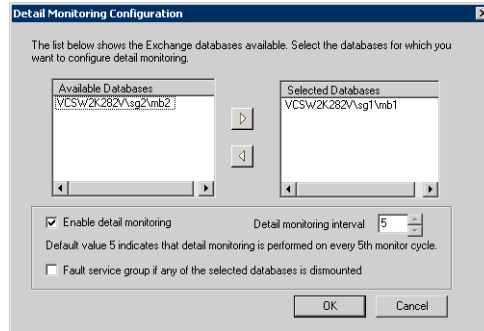 Detail Monitoring Configuration
The list below shows the Exchange databases available. Select the databases for which you
want to configure detail monitoring.
Available Databases
VCSW2K282V\sg2\mb2
Selected Databases
VCSW2K282V\sg1\mb1
Enable detail monitoring
Detail monitoring interval 5
Default value 5 indicates that detail monitoring is performed on every 5th monitor cycle.
Fault service group if any of the selected databases is dismounted
OK Cancel